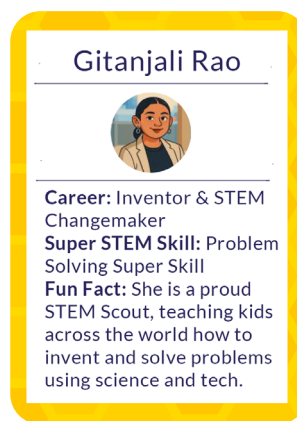 Gitanjali Rao
Career: Inventor & STEM
Changemaker
Super STEM Skill: Problem
Solving Super Skill
Fun Fact: She is a proud
STEM Scout, teaching kids
across the world how to
invent and solve problems
using science and tech.